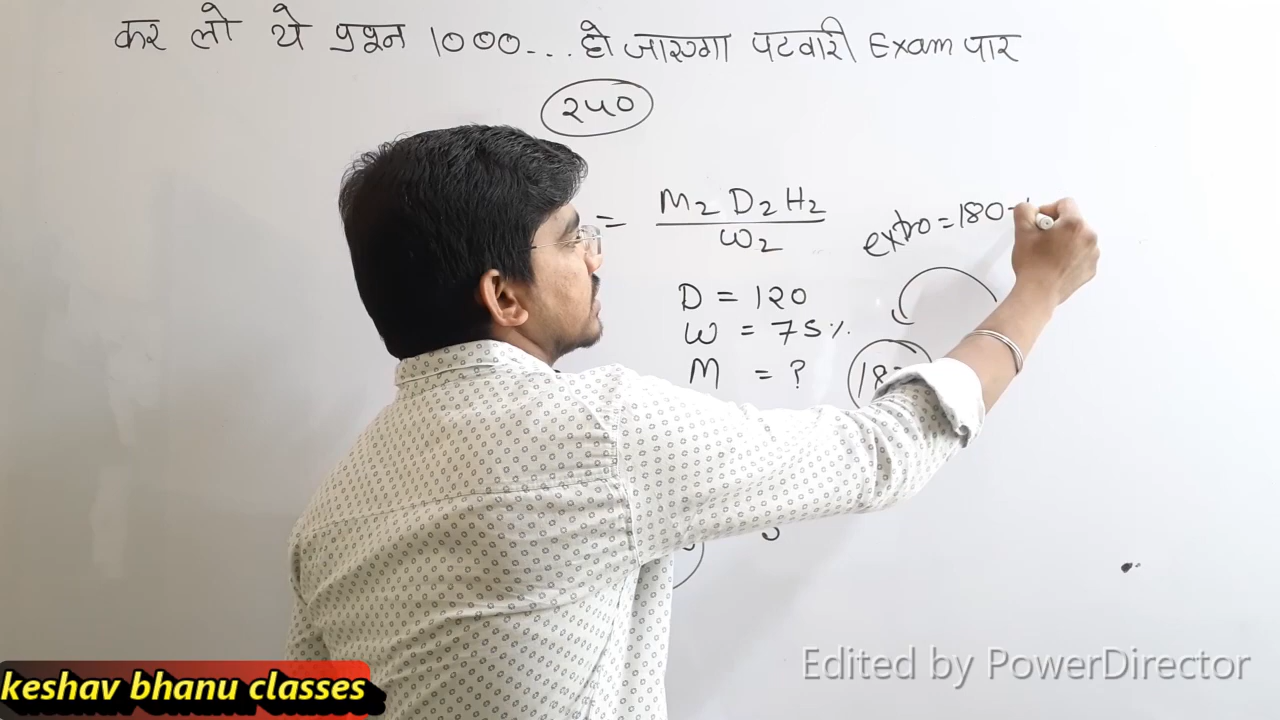 कर लो ये प्रश्न 1000... हो जाएगा पटवारी Exam पार
२५०
= M₂ D₂ H₂
W₂
extra = 180 -
D = 120
W = 75%
M = ?
keshav bhanu classes
Edited by PowerDirector